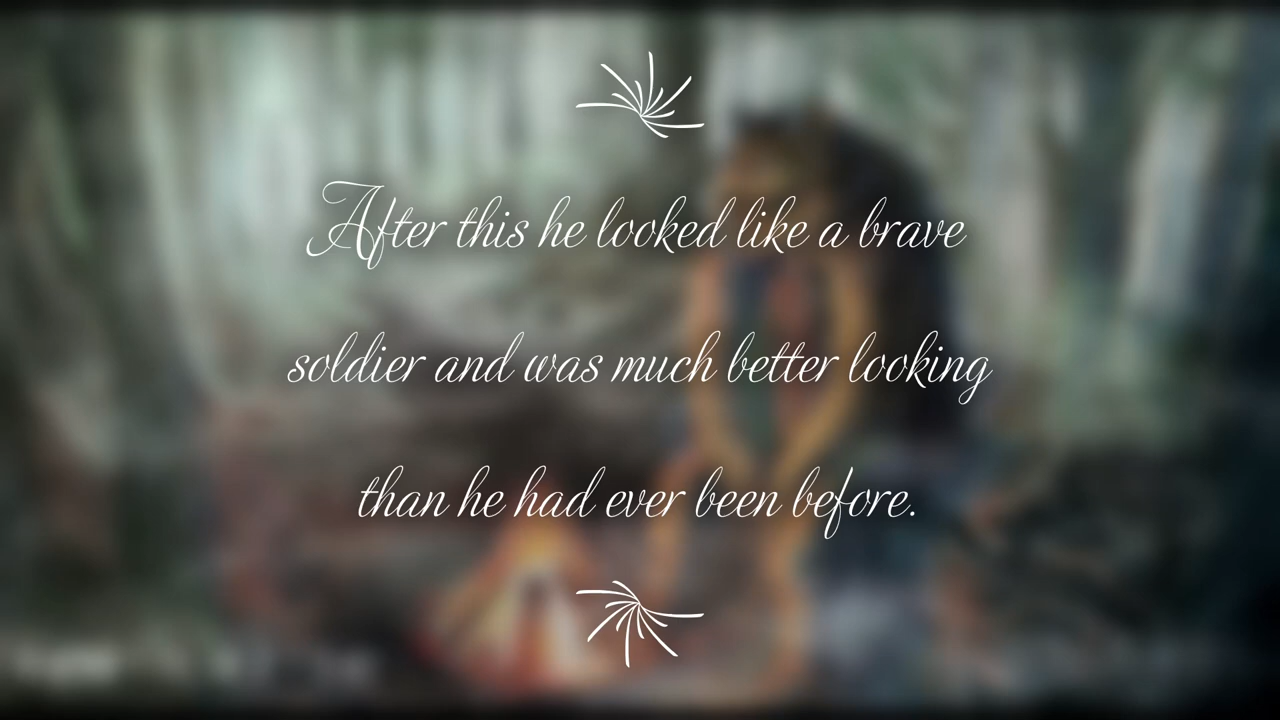 After this he looked like a brave
soldier and was much better looking
than he had ever been before.